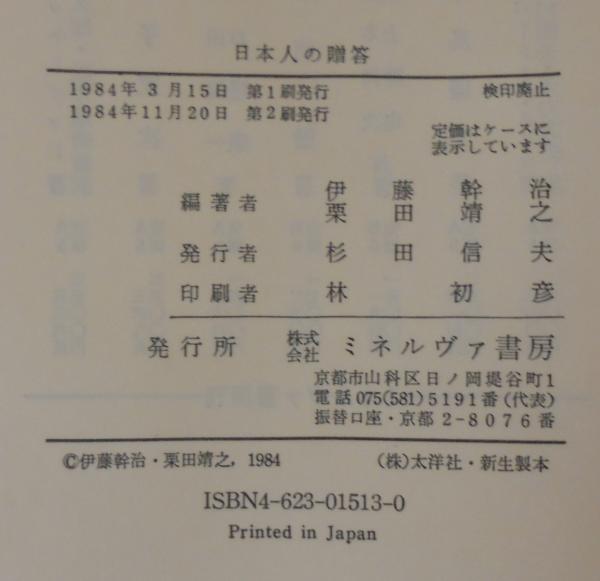 日本人の贈答
1984年 3月15日 第1刷発行 検印廃止
1984年11月20日 第2刷発行
定価はケースに
表示しています
編著者 伊藤幹治
栗田靖之
発行者 杉田信夫
印刷者 林初彦
発行所 株式会社 ミネルヴァ書房
京都市山科区日ノ岡堤谷町1
電話 075(581)5191番(代表)
振替口座・京都 2-8076番
©伊藤幹治・栗田靖之, 1984 (株)太洋社・新生製本
ISBN4-623-01513-0
Printed in Japan